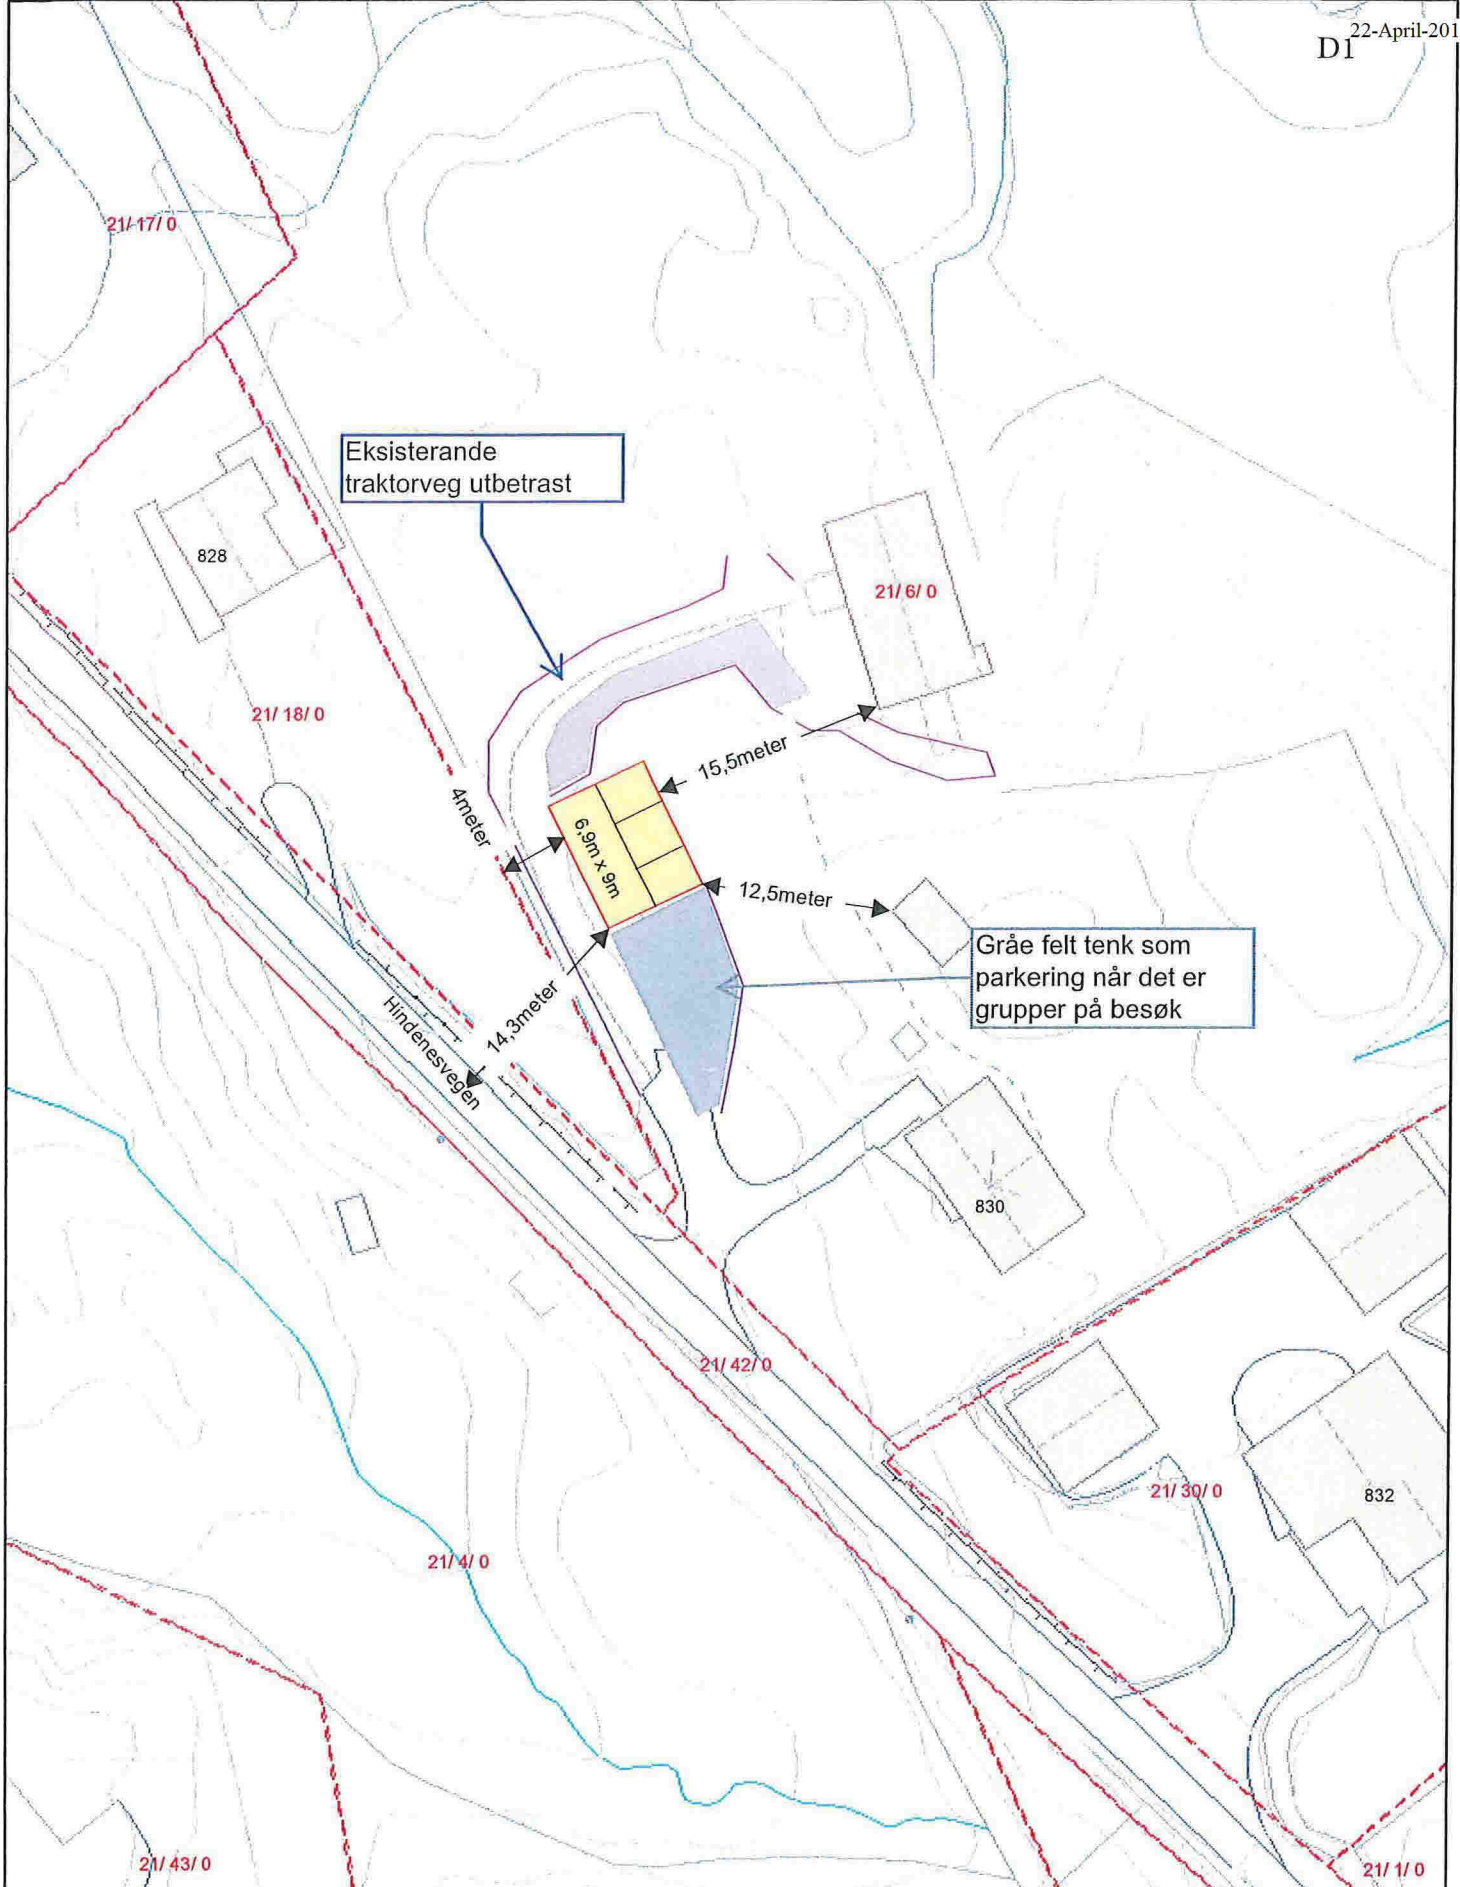 22-April-201
D1
21/ 17/ 0
Eksisterande
traktorveg utbetrast
828
21/ 6/ 0
21/ 18/ 0
15,5meter
4meter
6,9m x 9m
12,5meter
Gråe felt tenk som
parkering når det er
grupper på besøk
14,3meter
Hindenesvegen
830
21/ 42/ 0
21/ 30/ 0
832
21/ 4/ 0
21/ 43/ 0
21/ 1/ 0